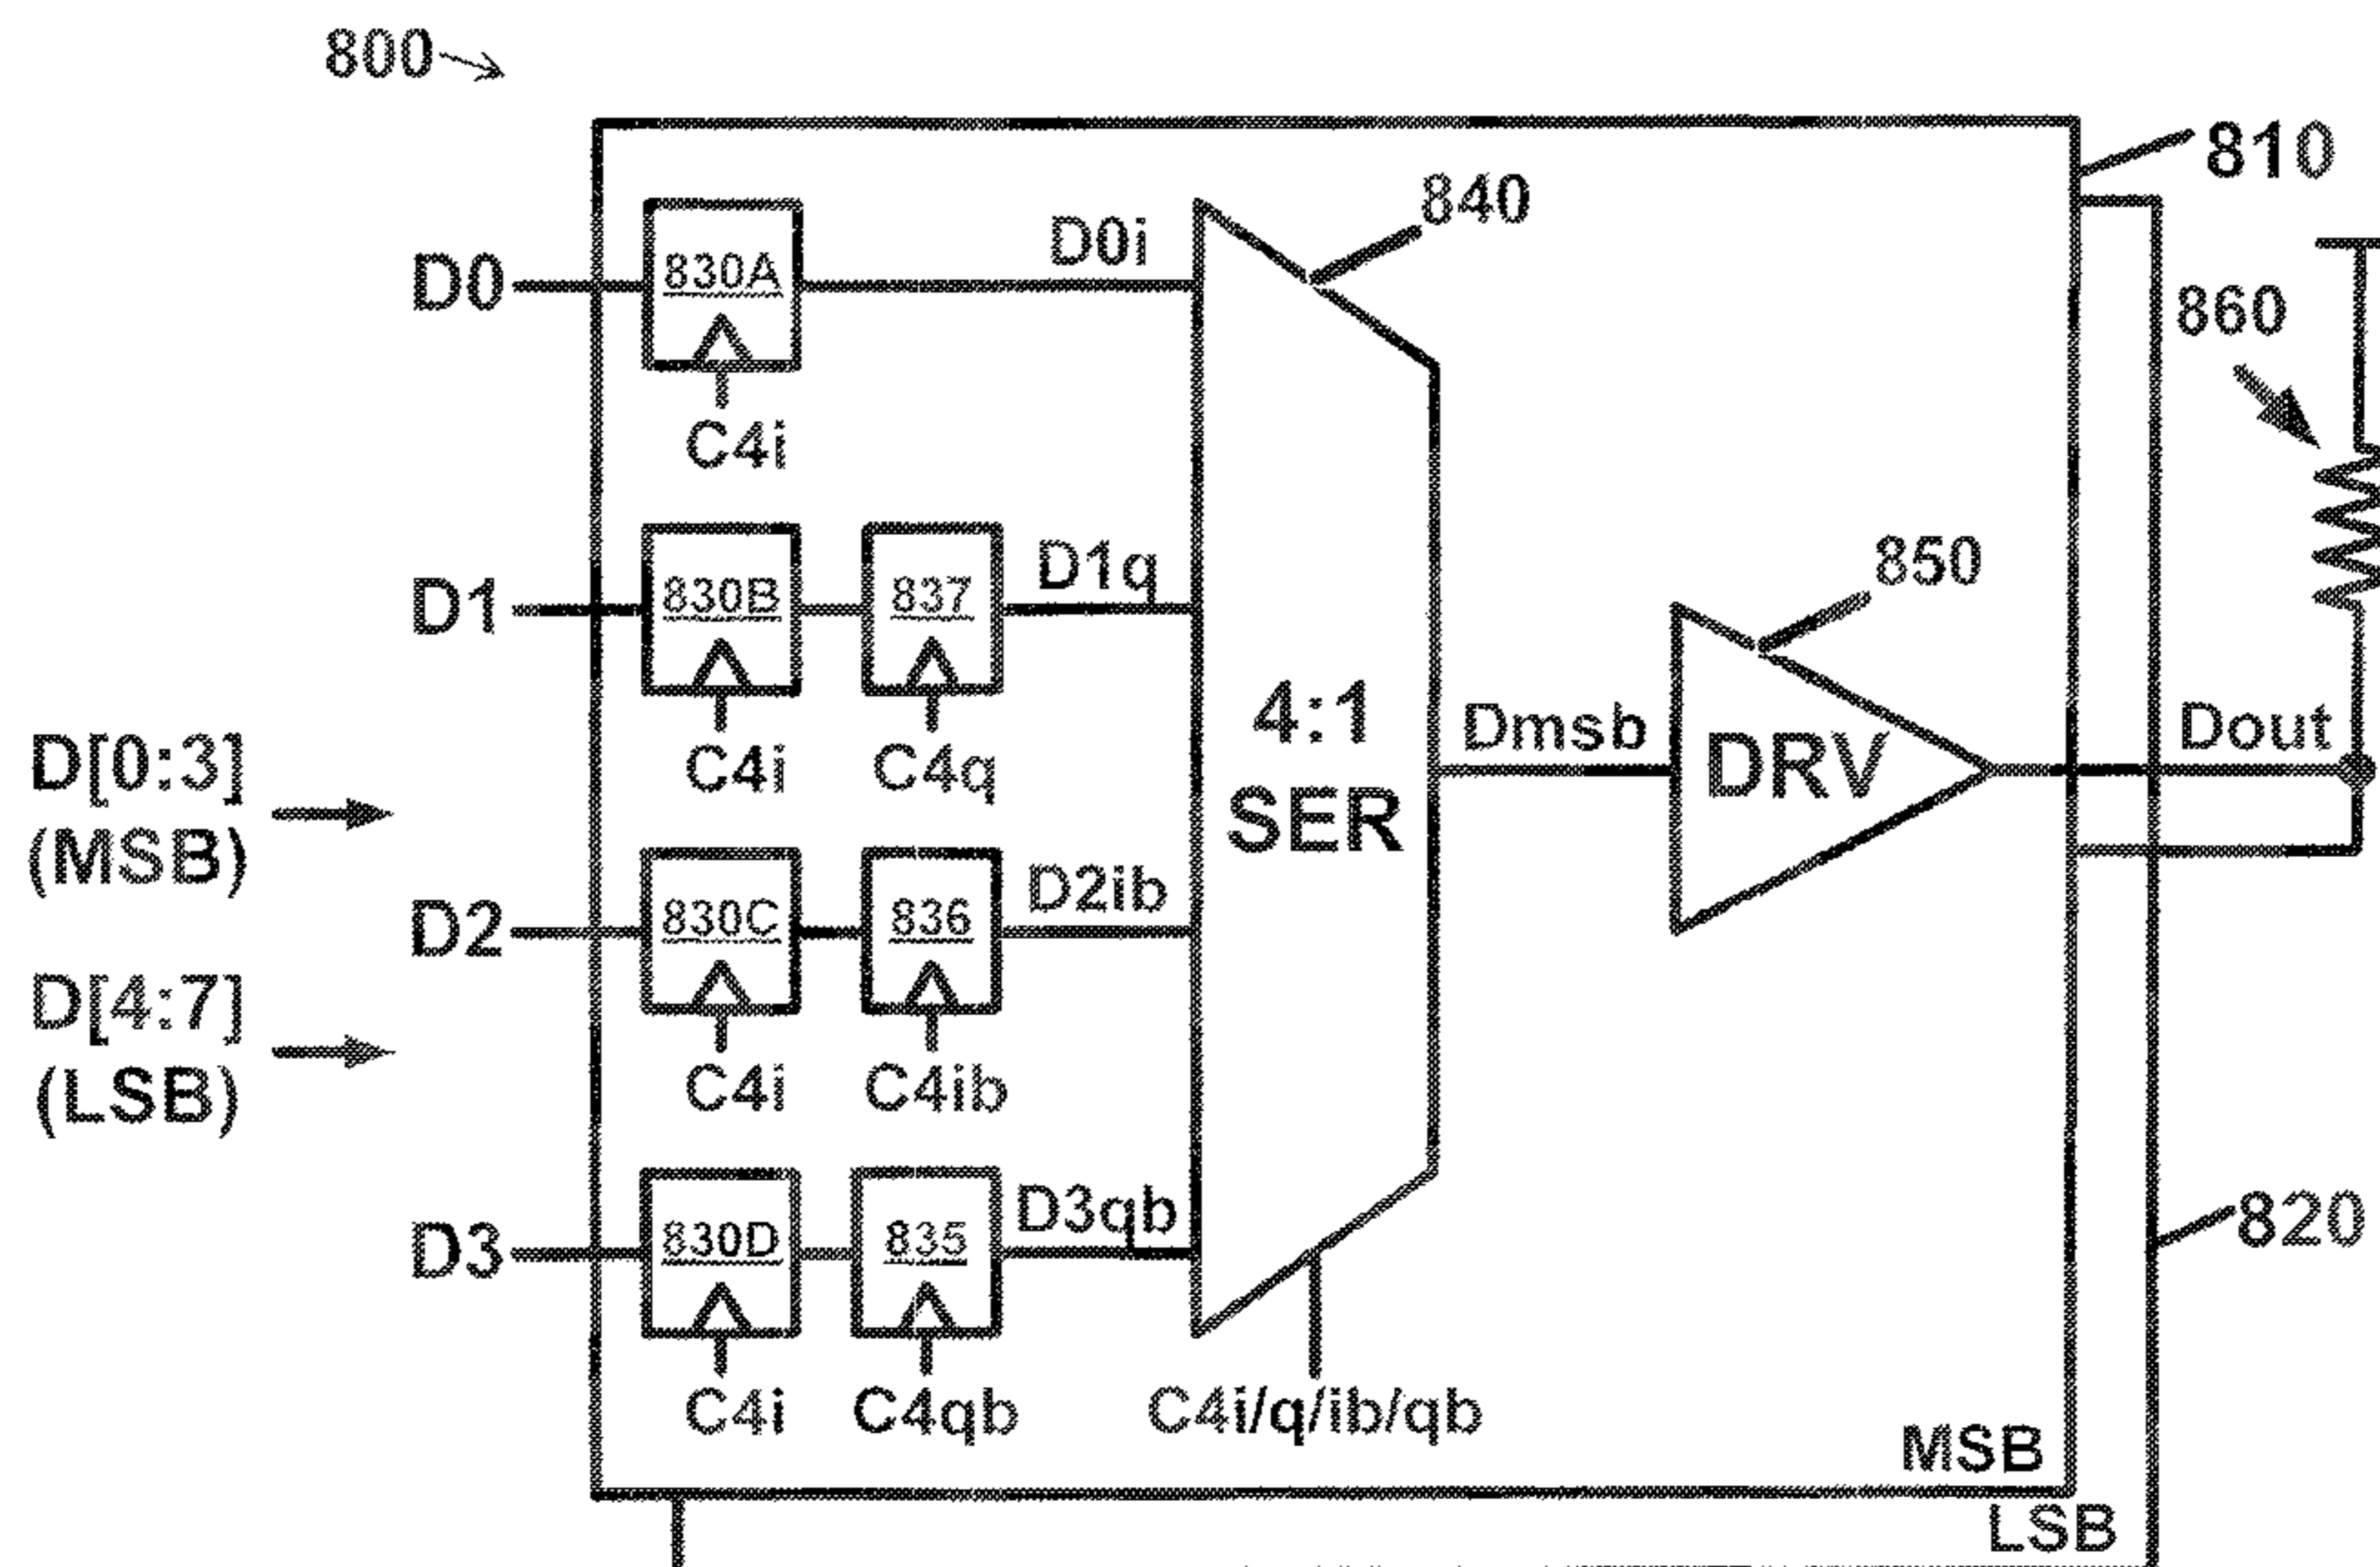 800
810
840
D0
830A
D0i
860
C4i
D1
830B
837
D1q
850
C4i
C4q
4:1
SER
Dmsb
DRV
Dout
D[0:3]
(MSB)
D2
830C
836
D2ib
D[4:7]
(LSB)
C4i
C4ib
D3
830D
835
D3qb
820
C4i
C4qb
C4i/q/ib/qb
MSB
LSB